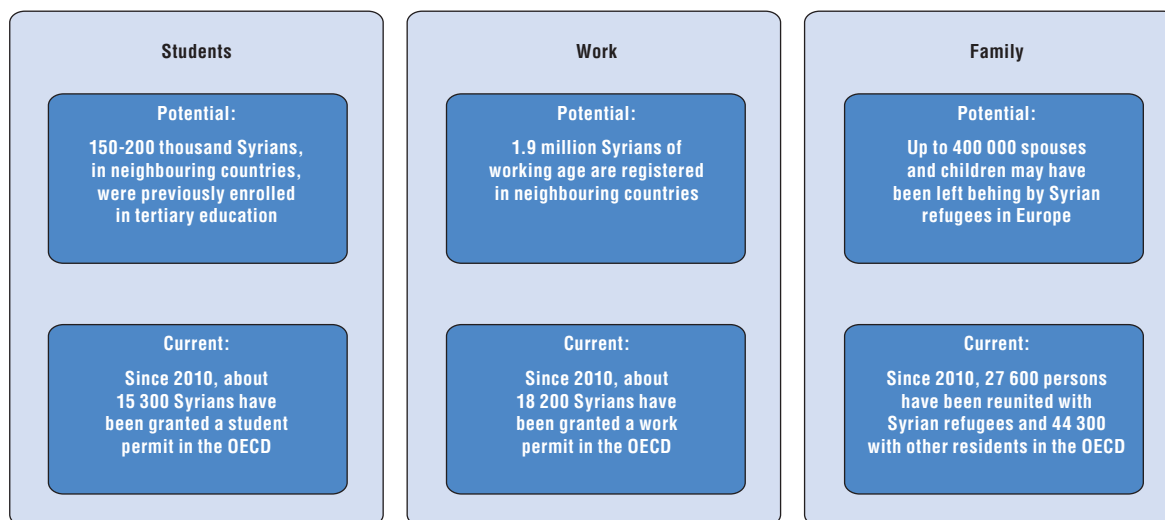 Students
Potential:
150-200 thousand Syrians,
in neighbouring countries,
were previously enrolled
in tertiary education
Current:
Since 2010, about
15 300 Syrians have
been granted a student
permit in the OECD
Work
Potential:
1.9 million Syrians of
working age are registered
in neighbouring countries
Current:
Since 2010, about
18 200 Syrians have
been granted a work
permit in the OECD
Family
Potential:
Up to 400 000 spouses
and children may have
been left behing by Syrian
refugees in Europe
Current:
Since 2010, 27 600 persons
have been reunited with
Syrian refugees and 44 300
with other residents in the OECD